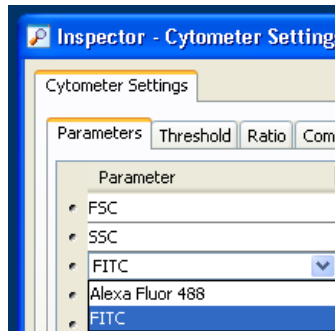 Inspector - Cytometer Setting
Cytometer Settings
Parameters Threshold Ratio Com
Parameter
FSC
SSC
FITC
Alexa Fluor 488
FITC